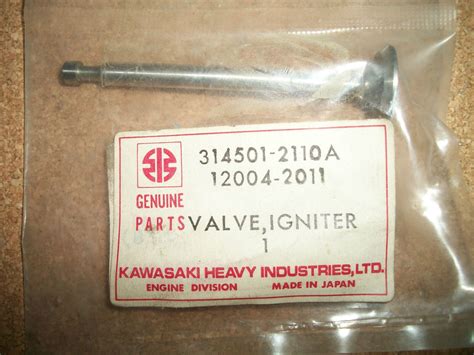 314501-2110A
12004-2011
GENUINE
PARTS VALVE, IGNITER
1
KAWASAKI HEAVY INDUSTRIES, LTD.
ENGINE DIVISION MADE IN JAPAN